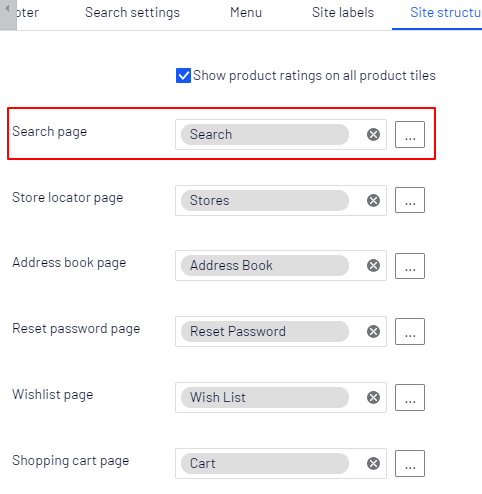 oter Search settings Menu Site labels Site structu
Show product ratings on all product tiles
Search page Search ...
Store locator page Stores ...
Address book page Address Book ...
Reset password page Reset Password ...
Wishlist page Wish List ...
Shopping cart page Cart ...